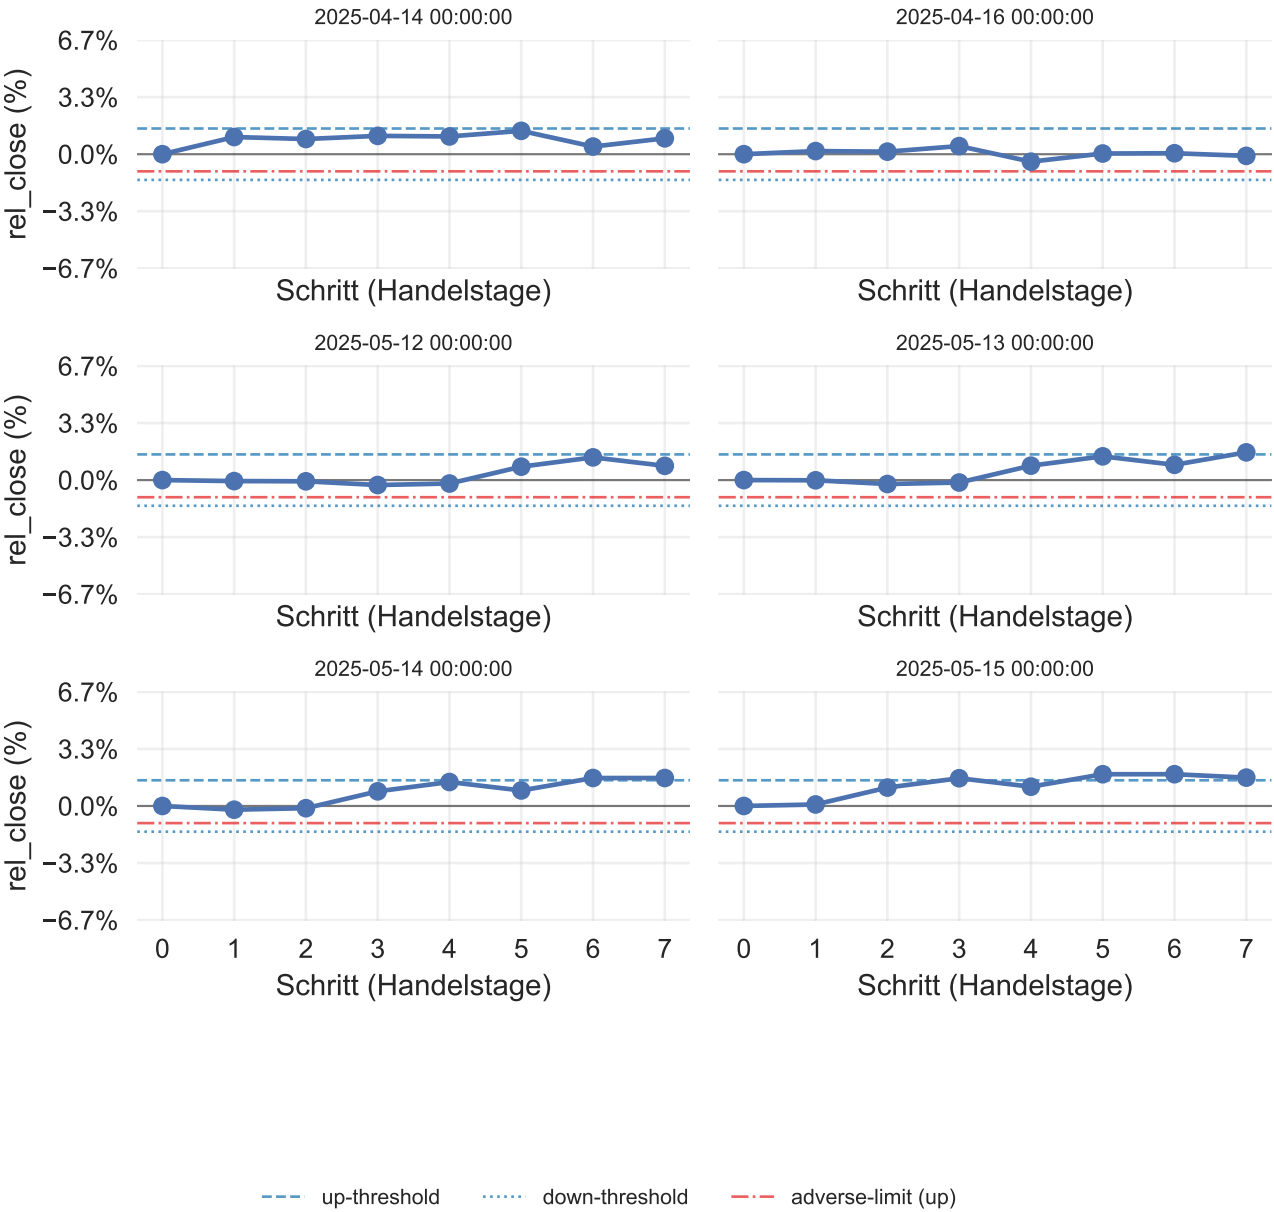 2025-04-14 00:00:00
2025-04-16 00:00:00
6.7%
3.3%
0.0%
−3.3%
−6.7%
rel_close (%)
Schritt (Handelstage)
Schritt (Handelstage)
2025-05-12 00:00:00
2025-05-13 00:00:00
6.7%
3.3%
0.0%
−3.3%
−6.7%
rel_close (%)
Schritt (Handelstage)
Schritt (Handelstage)
2025-05-14 00:00:00
2025-05-15 00:00:00
6.7%
3.3%
0.0%
−3.3%
−6.7%
rel_close (%)
0 1 2 3 4 5 6 7
0 1 2 3 4 5 6 7
Schritt (Handelstage)
Schritt (Handelstage)
up-threshold
down-threshold
adverse-limit (up)